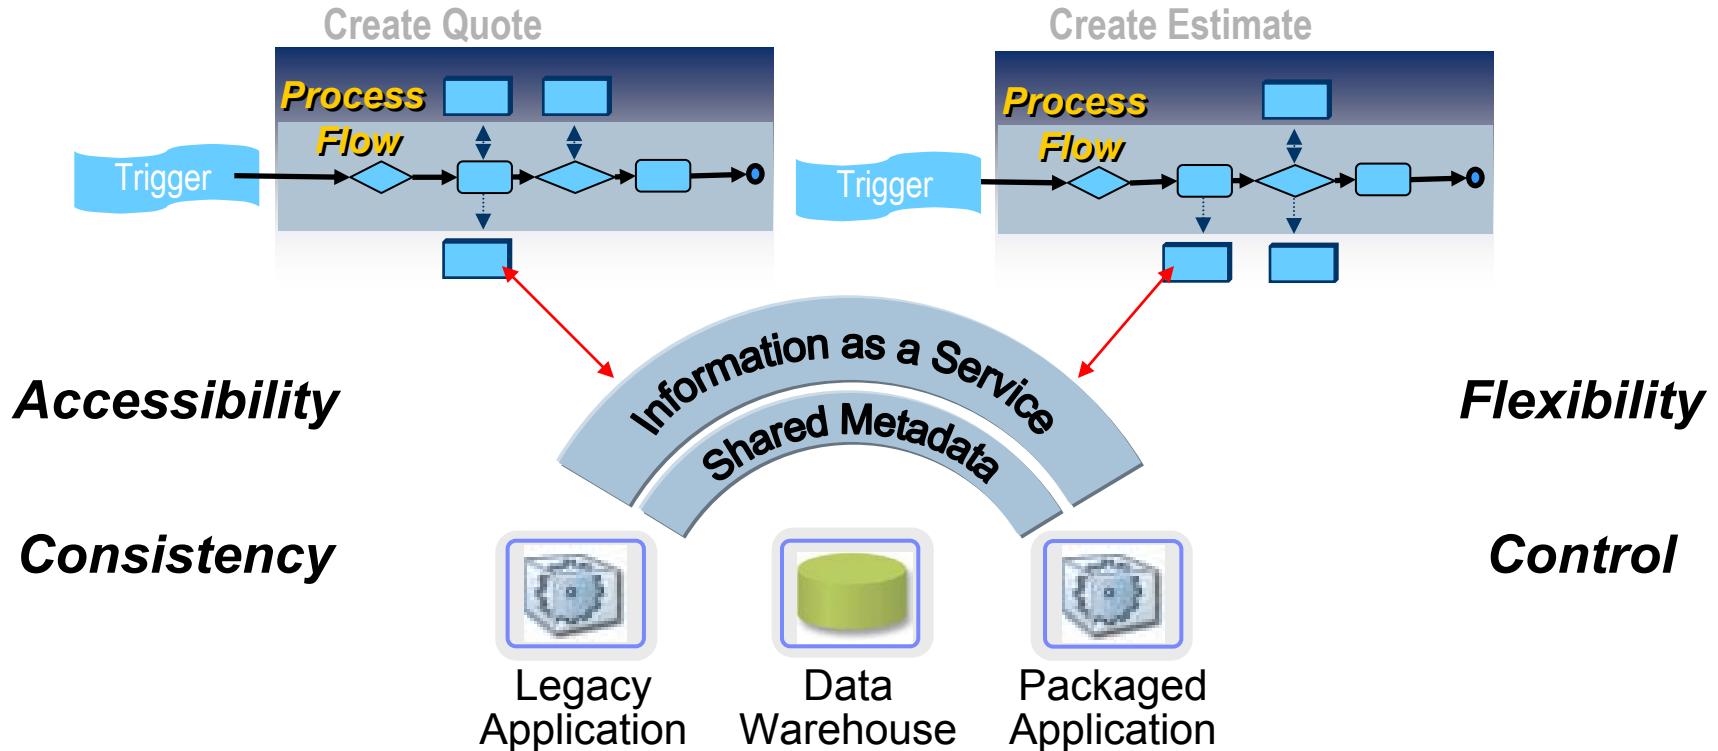 Create Quote
Create Estimate
Process
Flow
Trigger
Process
Flow
Trigger
Information as a Service
Shared Metadata
Accessibility
Flexibility
Consistency
Control
Legacy
Application
Data
Warehouse
Packaged
Application